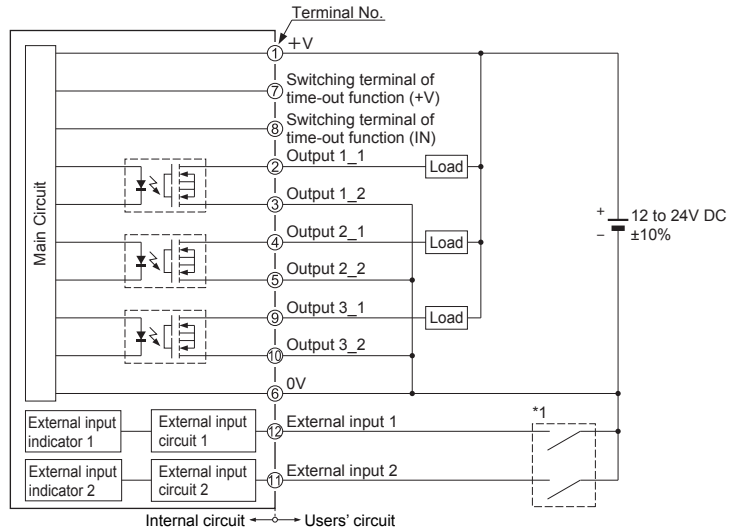 Terminal No.
① +V
⑦ Switching terminal of
time-out function (+V)
⑧ Switching terminal of
time-out function (IN)
② Output 1_1
Load
③ Output 1_2
Main Circuit
+ 12 to 24V DC
− ±10%
④ Output 2_1
Load
⑤ Output 2_2
⑨ Output 3_1
Load
⑩ Output 3_2
⑥ 0V
*1
External input
indicator 1
External input
circuit 1
⑫ External input 1
External input
indicator 2
External input
circuit 2
⑪ External input 2
Internal circuit
Users' circuit